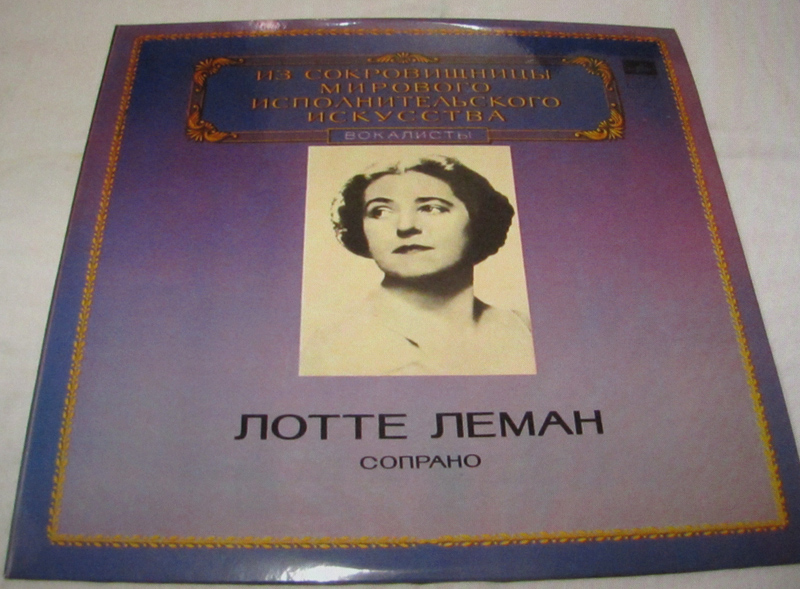 ИЗ СОКРОВИЩНИЦЫ
МИРОВОГО
ИСПОЛНИТЕЛЬСКОГО
ИСКУССТВА
ВОКАЛИСТЫ
ЛОТТЕ ЛЕМАН
СОПРАНО